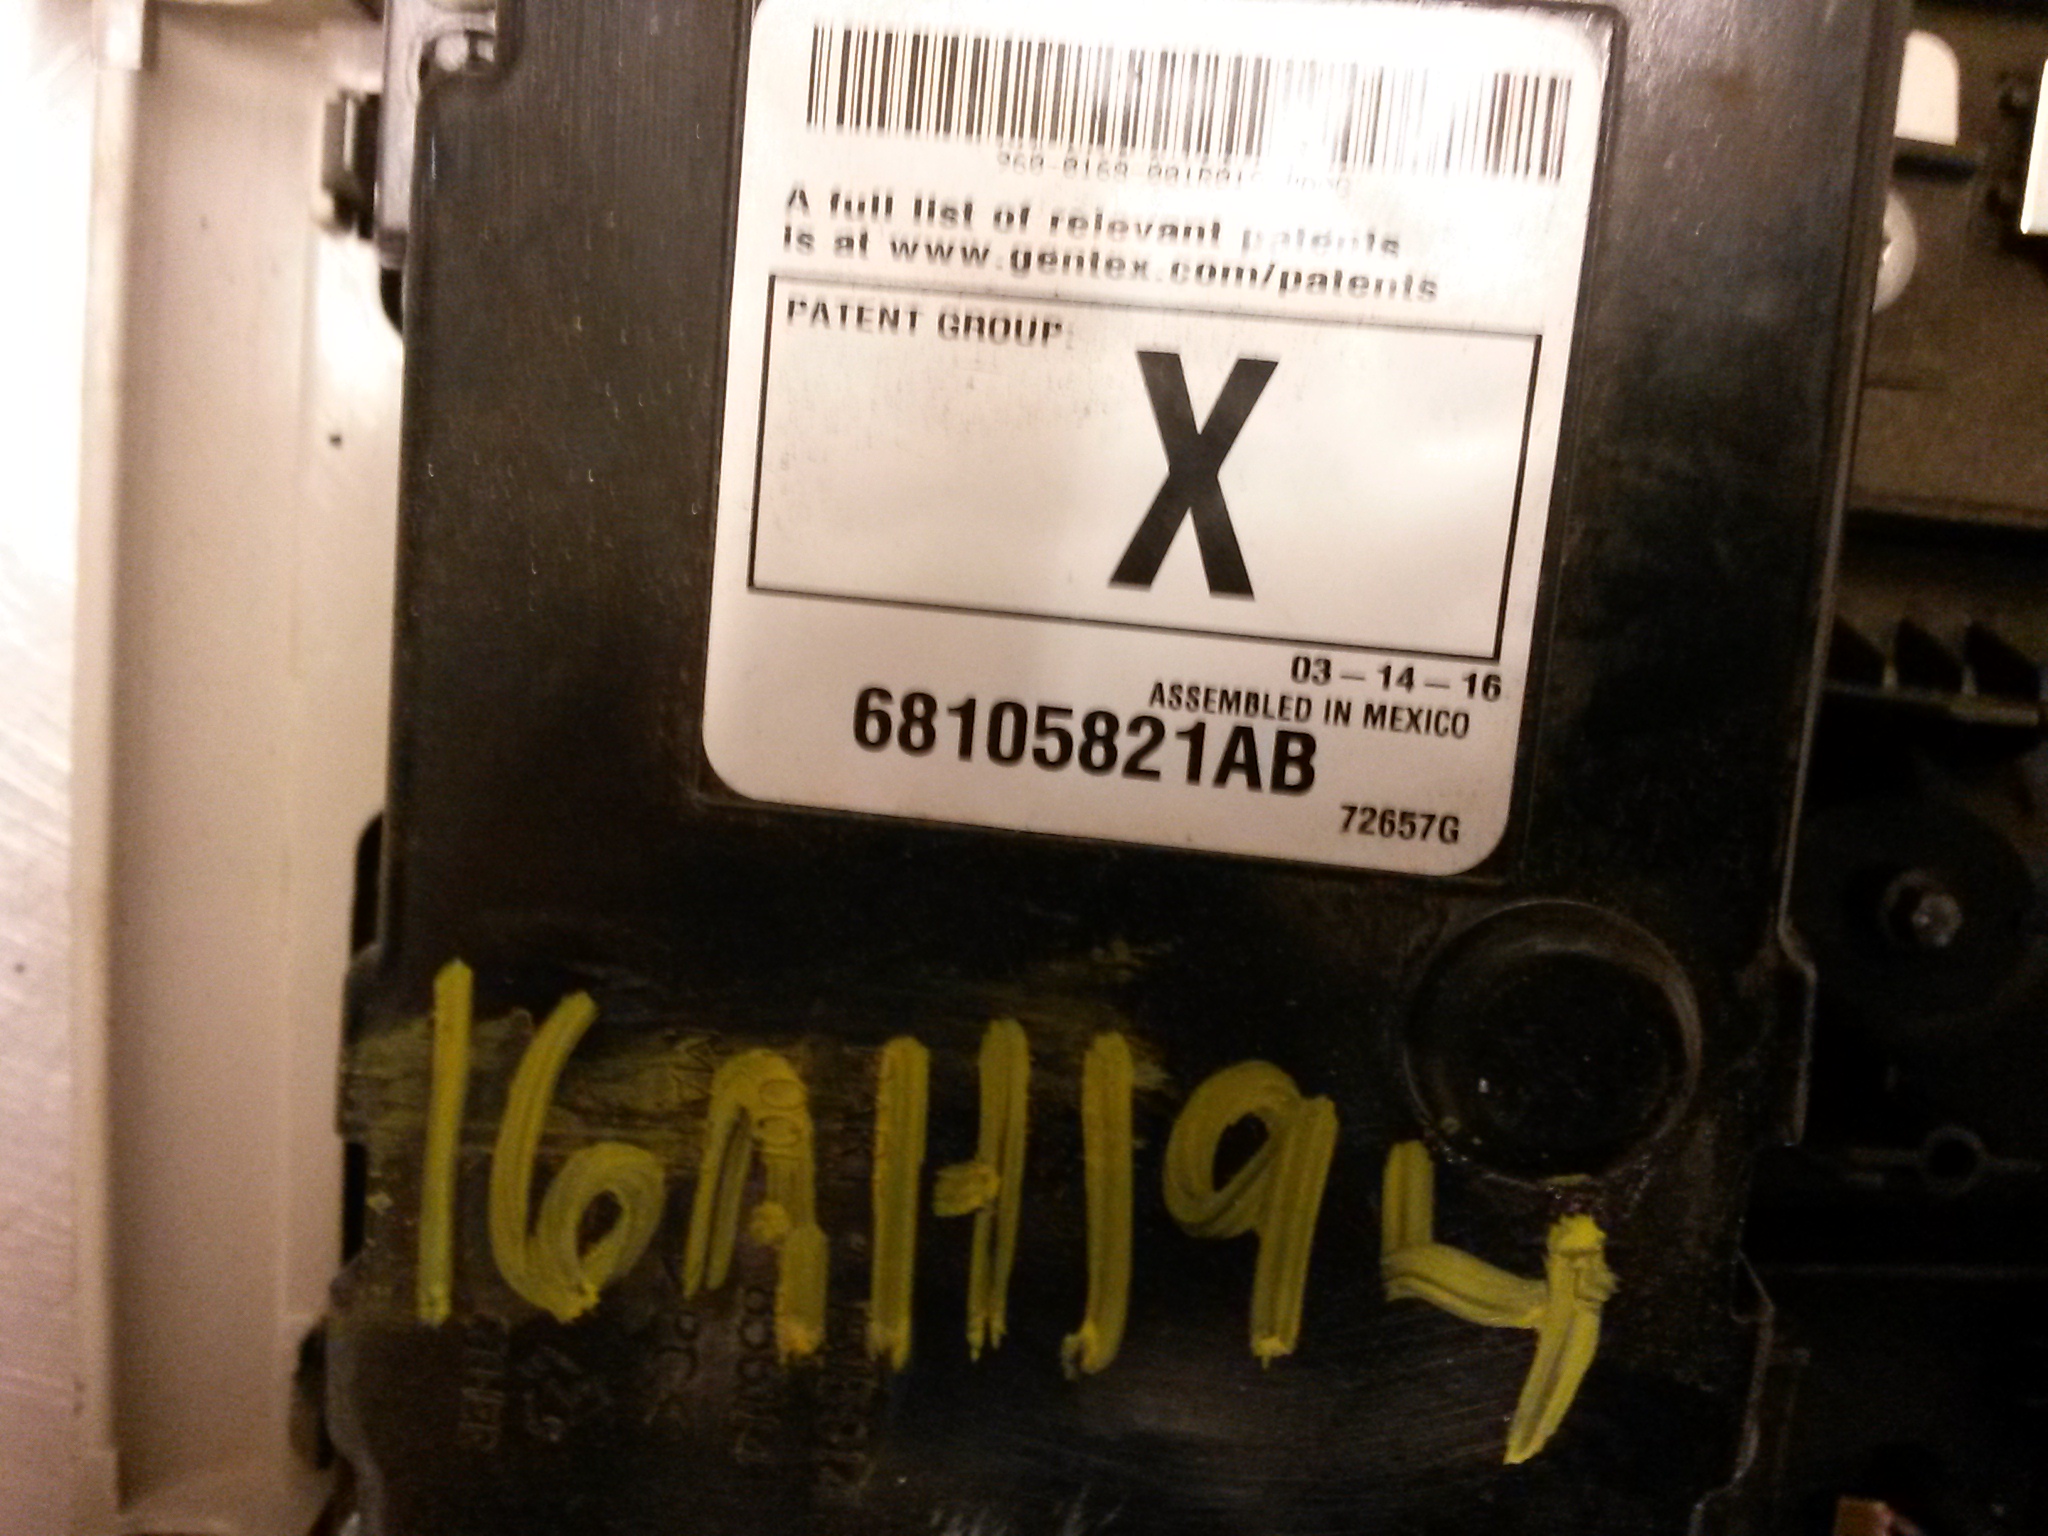 A full list of relevant patents
is at www.gentex.com/patents
PATENT GROUP:
X
03-14-16
ASSEMBLED IN MEXICO
68105821AB
72657G
16AH194